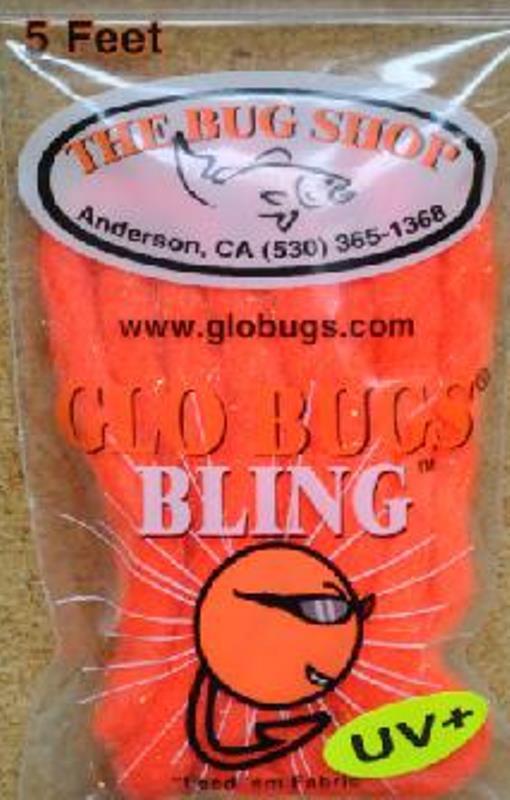 5 Feet
THE BUG SHOP
Anderson, CA (530) 365-1368
www.globugs.com
GLO BUGS®
BLING™
UV+
"Feed 'em Fabric